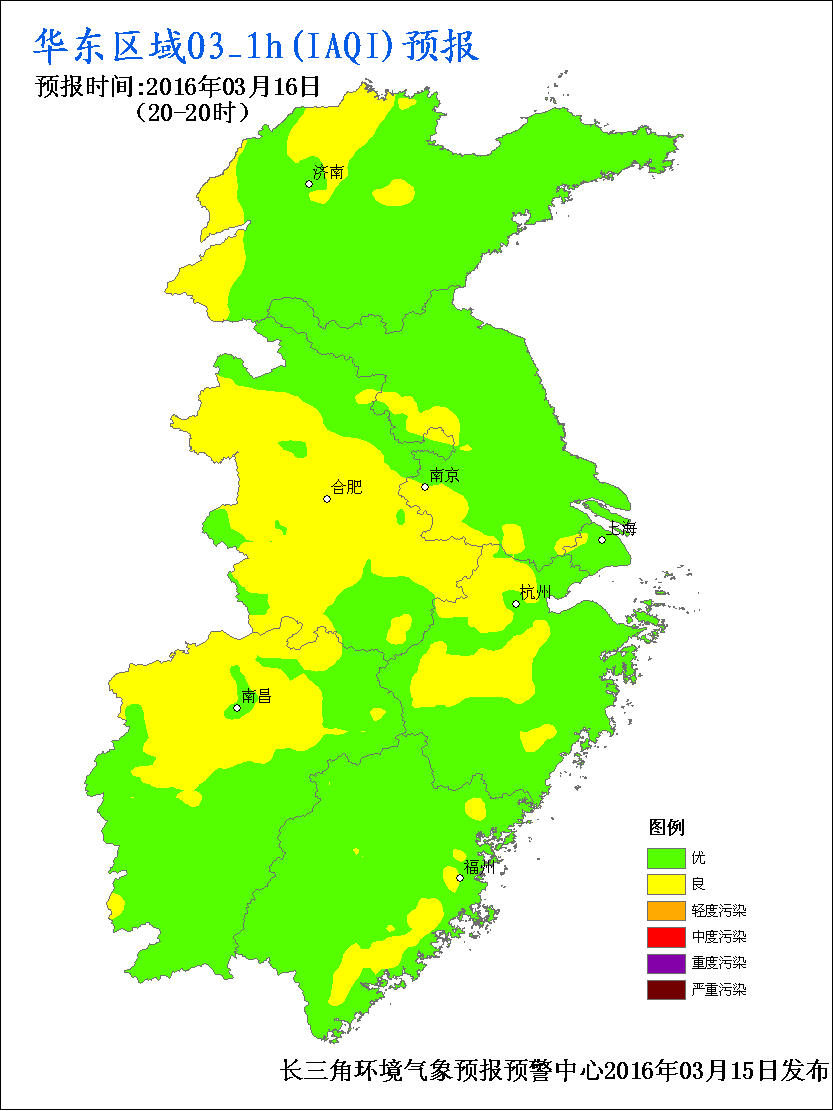 华东区域O3_1h(IAQI)预报
预报时间:2016年03月16日
（20-20时）
济南
南京
合肥
上海
杭州
南昌
福州
图例
优
良
轻度污染
中度污染
重度污染
严重污染
长三角环境气象预报预警中心2016年03月15日发布